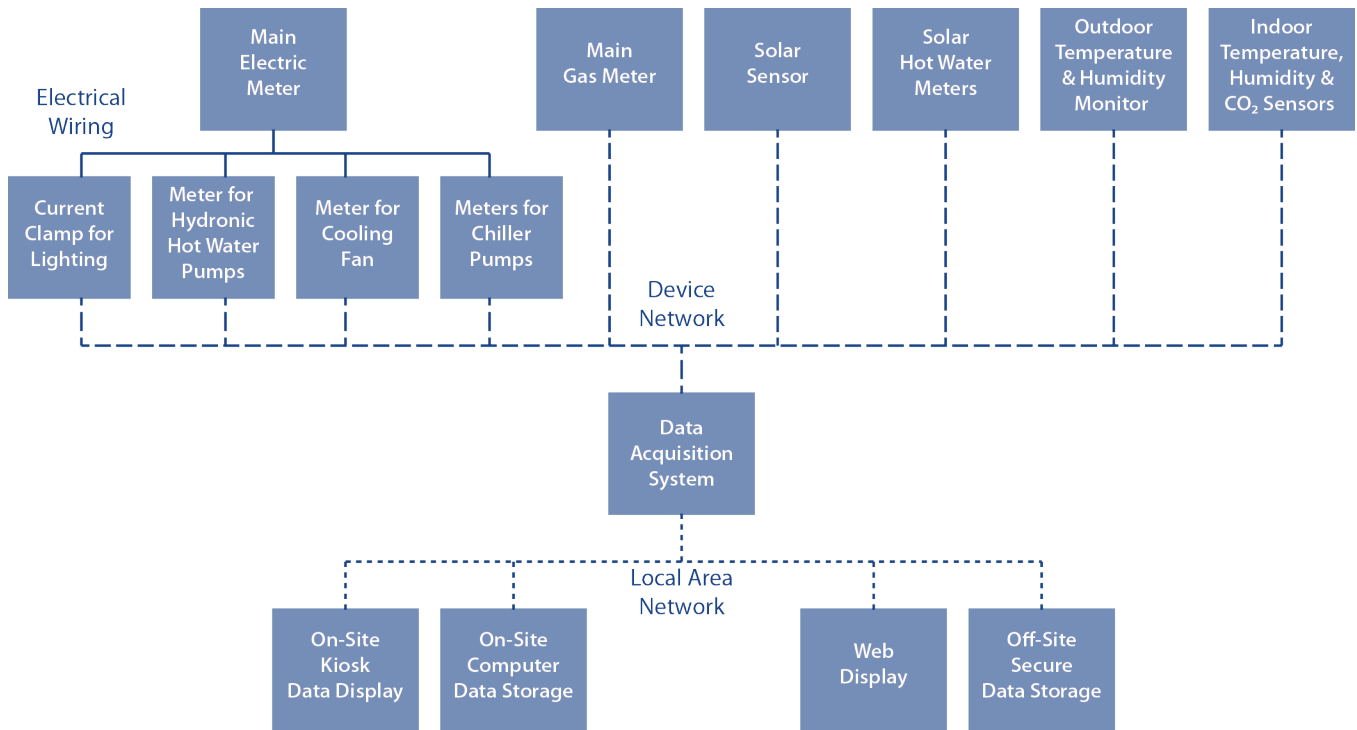 Main
Electric
Meter
Main
Gas Meter
Solar
Sensor
Solar
Hot Water
Meters
Outdoor
Temperature
& Humidity
Monitor
Indoor
Temperature,
Humidity &
CO₂ Sensors
Electrical
Wiring
Current
Clamp for
Lighting
Meter for
Hydronic
Hot Water
Pumps
Meter for
Cooling
Fan
Meters for
Chiller
Pumps
Device
Network
Data
Acquisition
System
Local Area
Network
On-Site
Kiosk
Data Display
On-Site
Computer
Data Storage
Web
Display
Off-Site
Secure
Data Storage